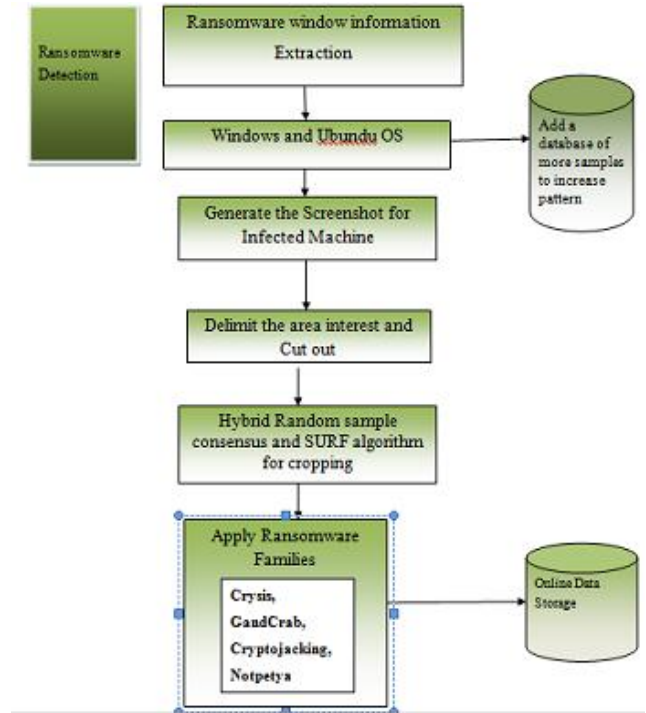 Ransomware
Detection
Ransomware window information
Extraction
Windows and Ubundu OS
Add a
database of
more samples
to increase
pattern
Generate the Screenshot for
Infected Machine
Delimit the area interest and
Cut out
Hybrid Random sample
consensus and SURF algorithm
for cropping
Apply Ransomware
Families
Crysis,
GandCrab,
Cryptojacking,
Notpetya
Online Data
Storage